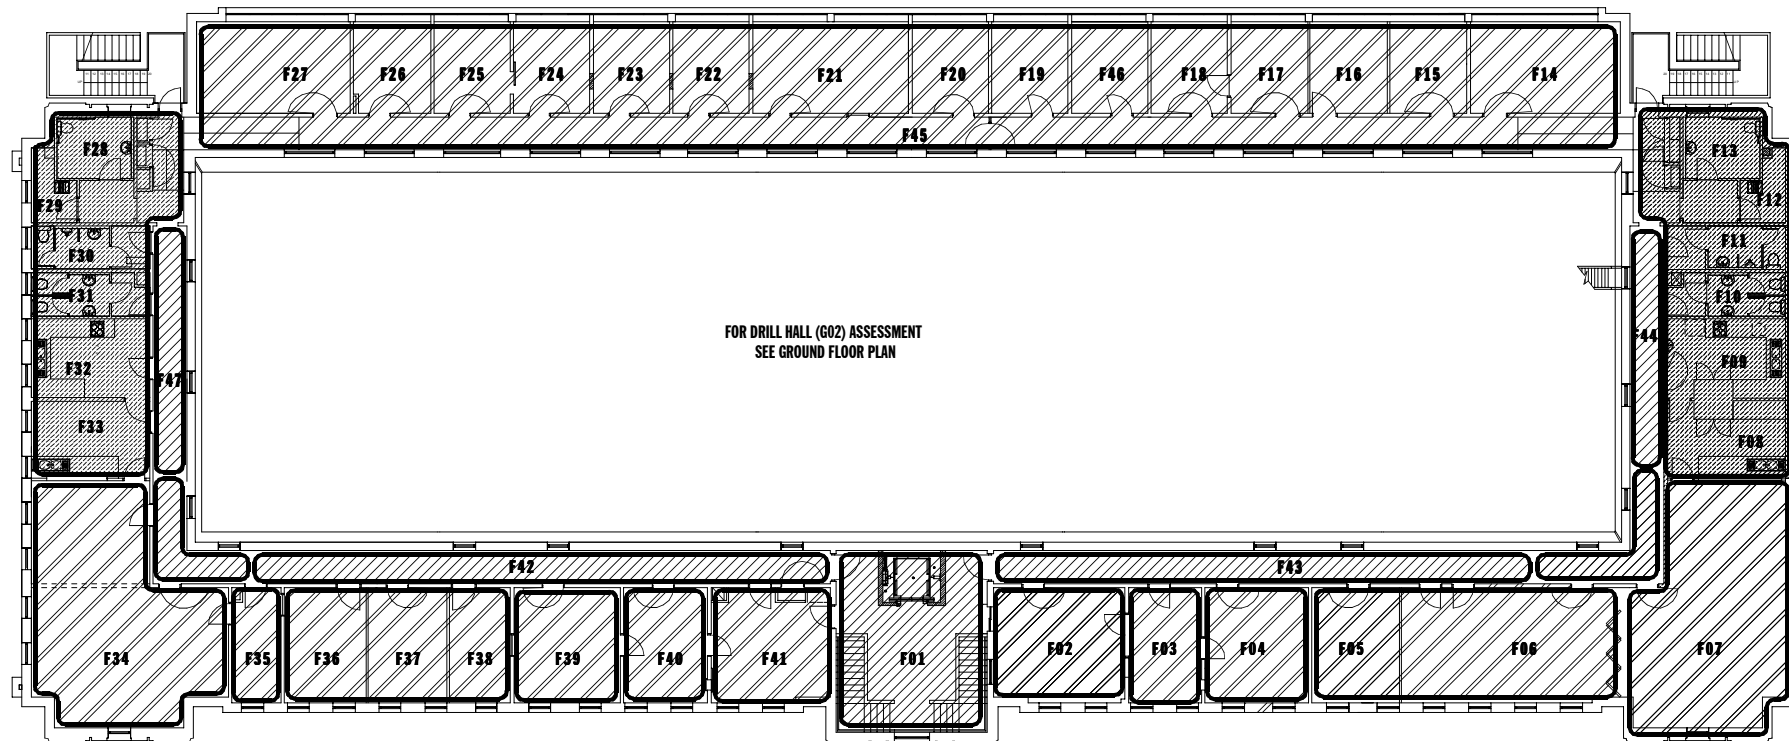 F27 F26 F25 F24 F23 F22 F21 F20 F19 F46 F18 F17 F16 F15 F14
F45
F28 F13
F29 F12
F30 F11
F31 F10
FOR DRILL HALL (G02) ASSESSMENT
SEE GROUND FLOOR PLAN
F44
F32 F09
F47
F33 F08
F42 F43
F34 F35 F36 F37 F38 F39 F40 F41 F01 F02 F03 F04 F05 F06 F07